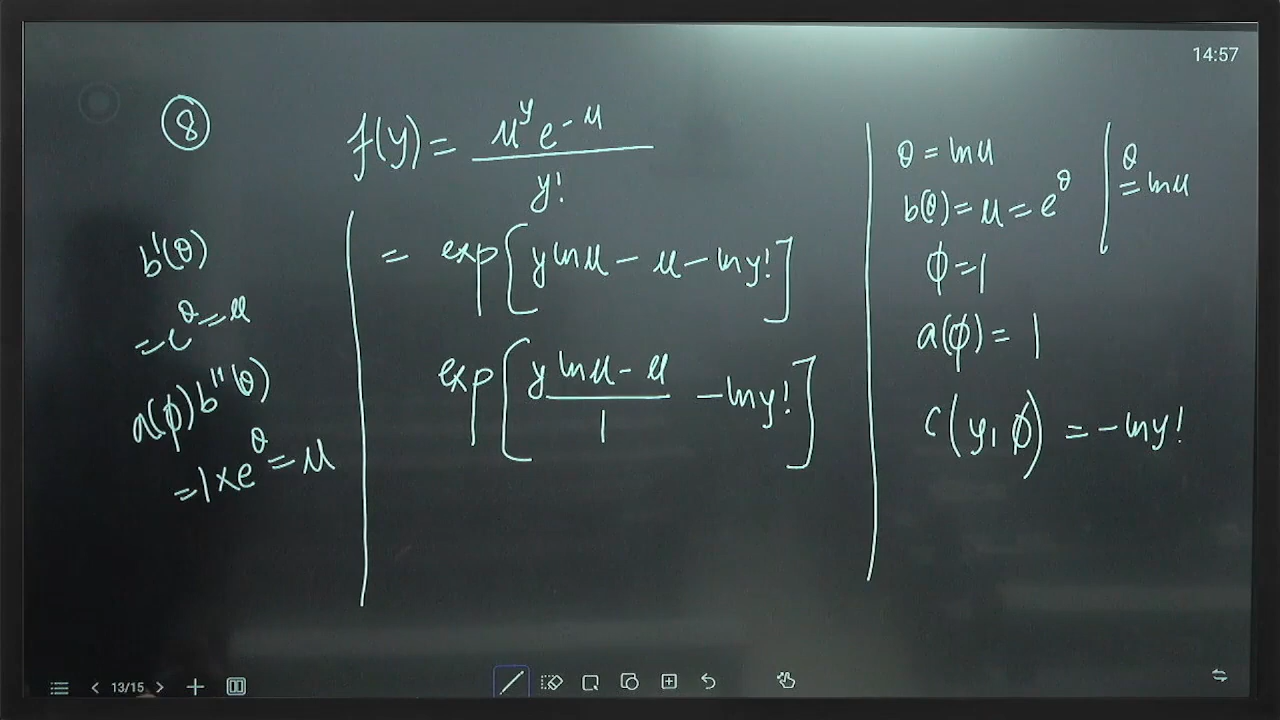 14:57
8
f(y) = μ^y e^-μ / y!
= exp[y ln μ - μ - ln y!]
exp[(y ln μ - μ) / 1 - ln y!]
b'(θ)
= e^θ = μ
a(φ) b''(θ)
= 1 × e^θ = μ
θ = ln μ
b(θ) = μ = e^θ
φ = 1
a(φ) = 1
c(y, φ) = - ln y!
θ
= ln μ
13/15